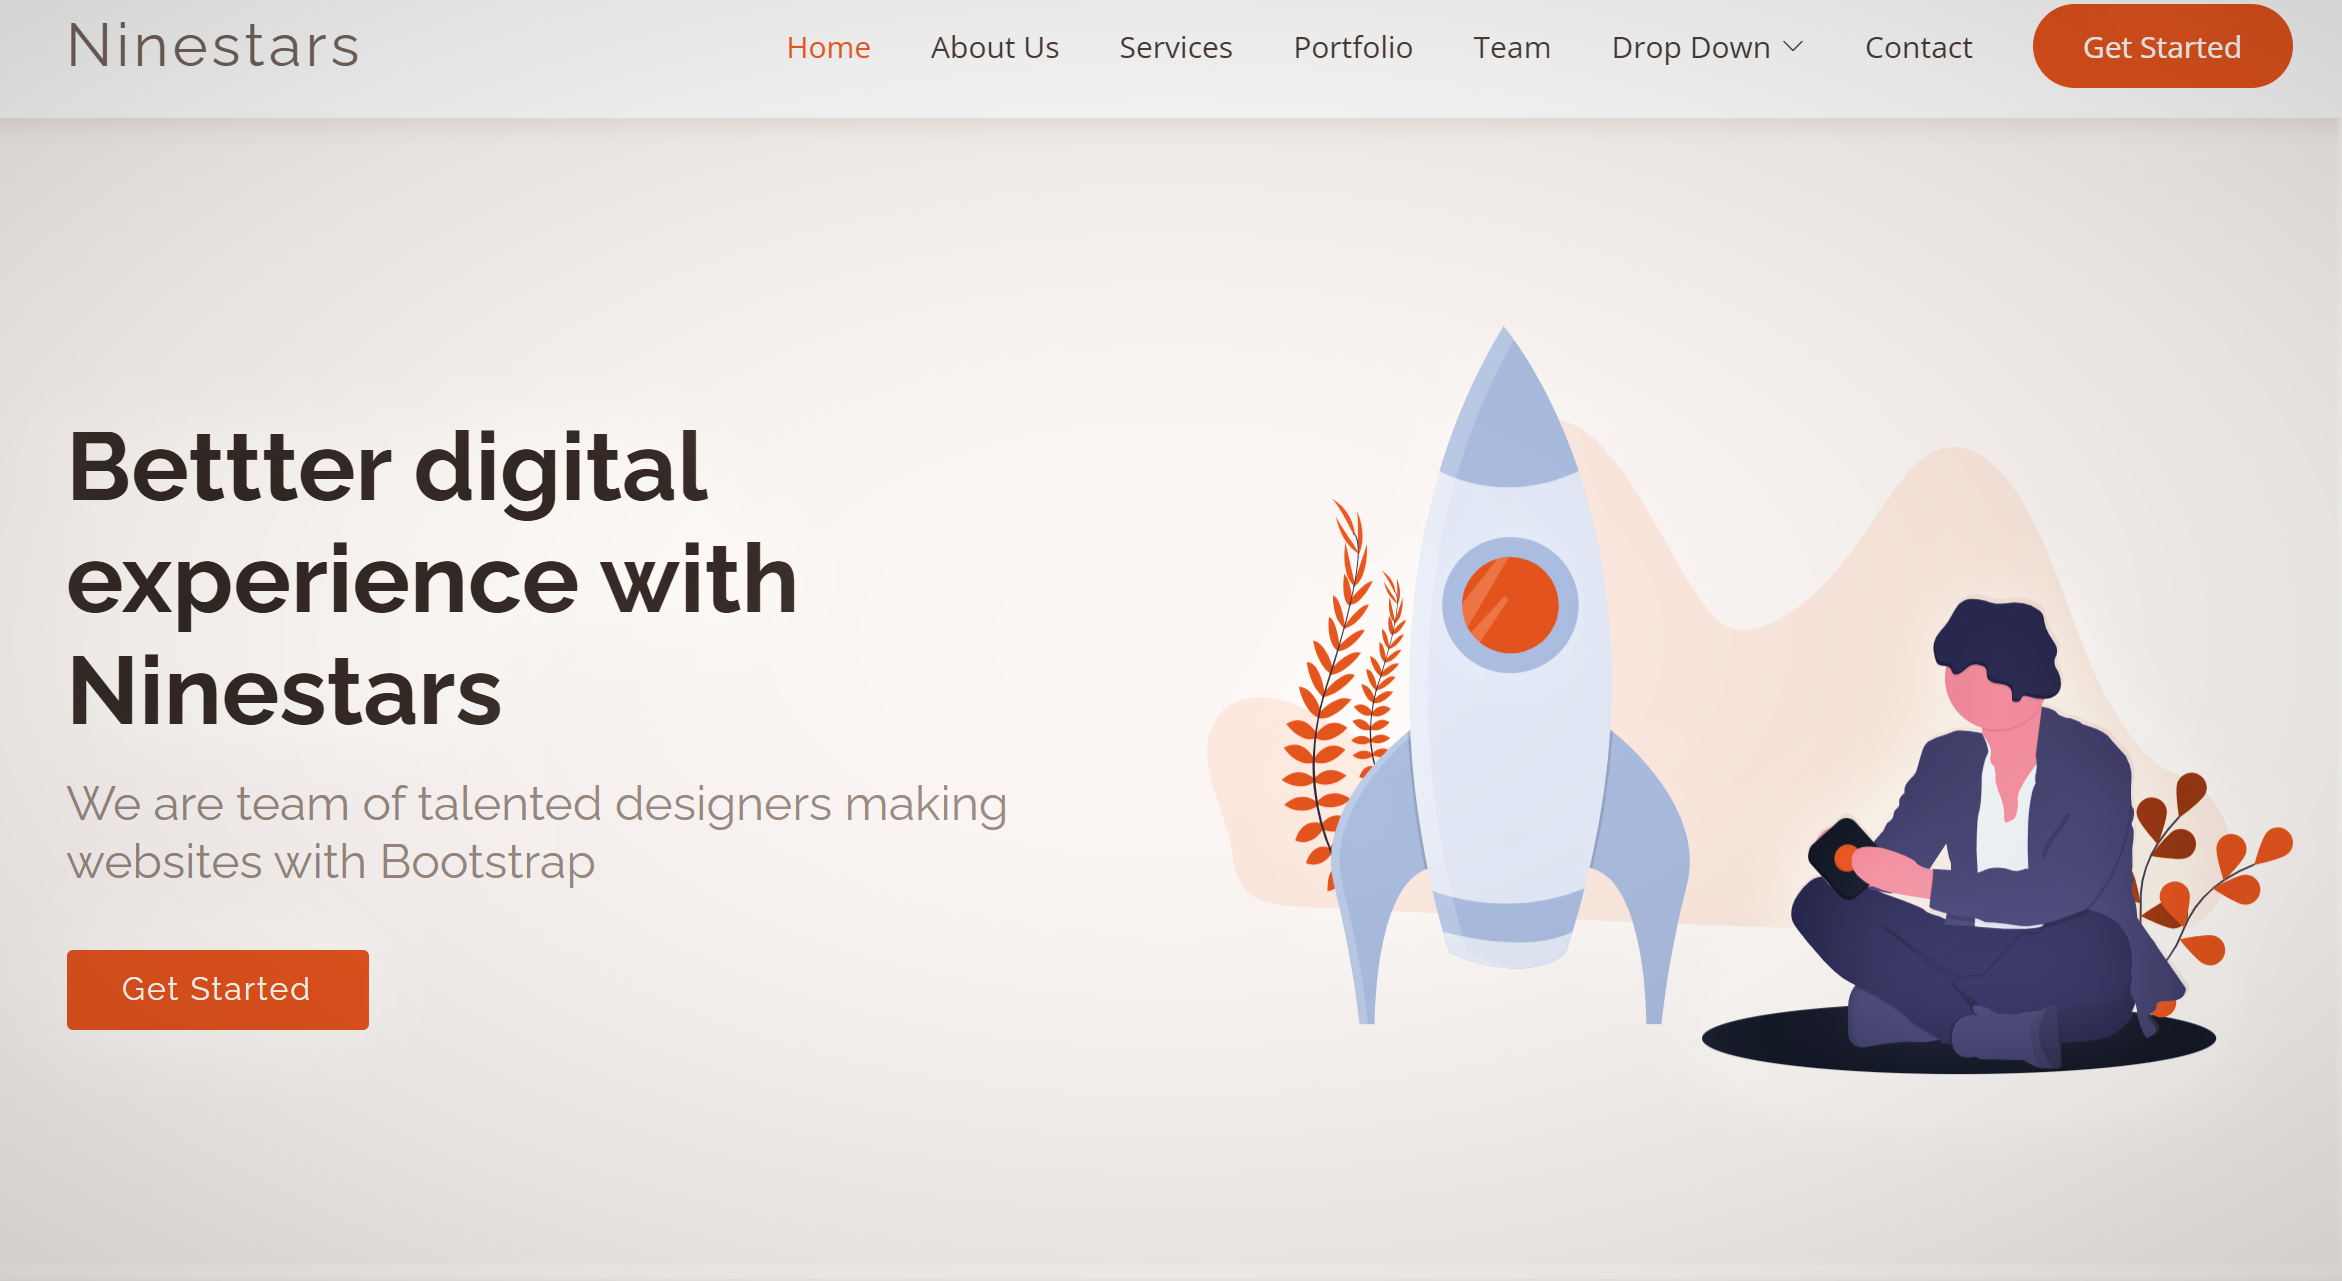 Ninestars
Home About Us Services Portfolio Team Drop Down Contact Get Started
Bettter digital
experience with
Ninestars
We are team of talented designers making
websites with Bootstrap
Get Started